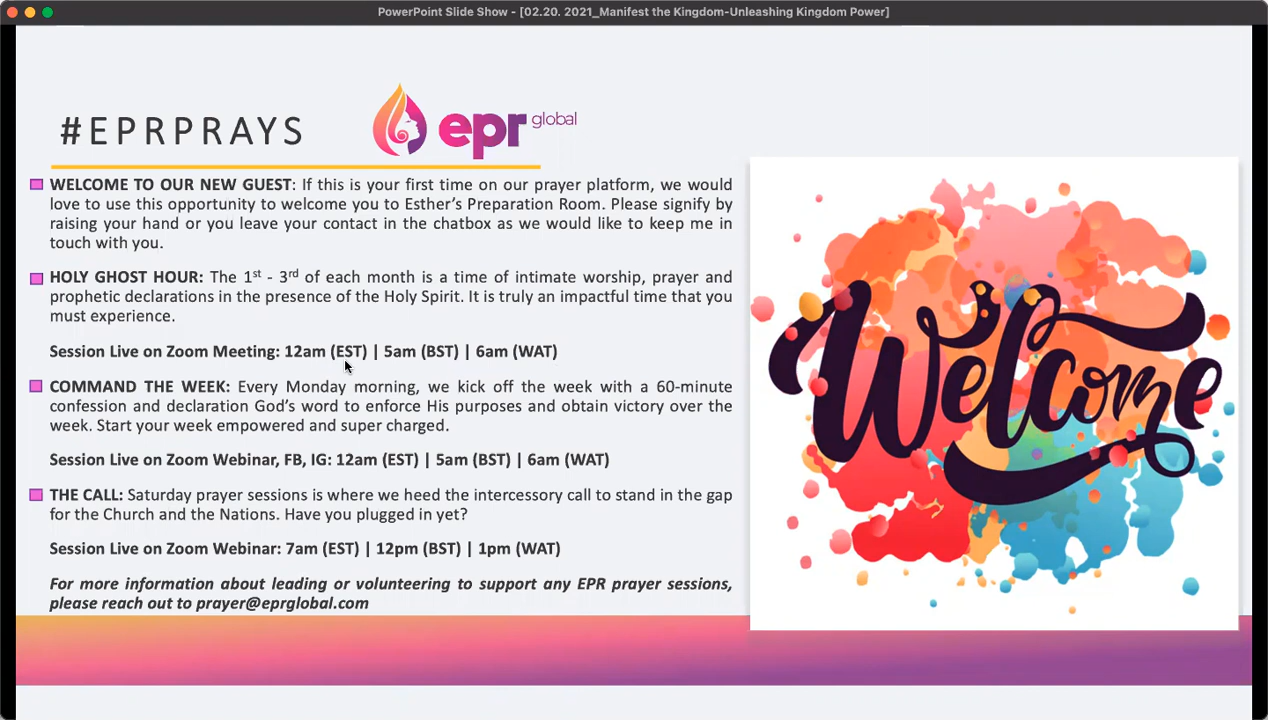 PowerPoint Slide Show - [02.20. 2021_Manifest the Kingdom-Unleashing Kingdom Power]
#EPRPRAYS
epr global
WELCOME TO OUR NEW GUEST: If this is your first time on our prayer platform, we would
love to use this opportunity to welcome you to Esther’s Preparation Room. Please signify by
raising your hand or you leave your contact in the chatbox as we would like to keep me in
touch with you.
HOLY GHOST HOUR: The 1st - 3rd of each month is a time of intimate worship, prayer and
prophetic declarations in the presence of the Holy Spirit. It is truly an impactful time that you
must experience.
Session Live on Zoom Meeting: 12am (EST) | 5am (BST) | 6am (WAT)
COMMAND THE WEEK: Every Monday morning, we kick off the week with a 60-minute
confession and declaration God’s word to enforce His purposes and obtain victory over the
week. Start your week empowered and super charged.
Session Live on Zoom Webinar, FB, IG: 12am (EST) | 5am (BST) | 6am (WAT)
THE CALL: Saturday prayer sessions is where we heed the intercessory call to stand in the gap
for the Church and the Nations. Have you plugged in yet?
Session Live on Zoom Webinar: 7am (EST) | 12pm (BST) | 1pm (WAT)
For more information about leading or volunteering to support any EPR prayer sessions,
please reach out to prayer@eprglobal.com
Welcome